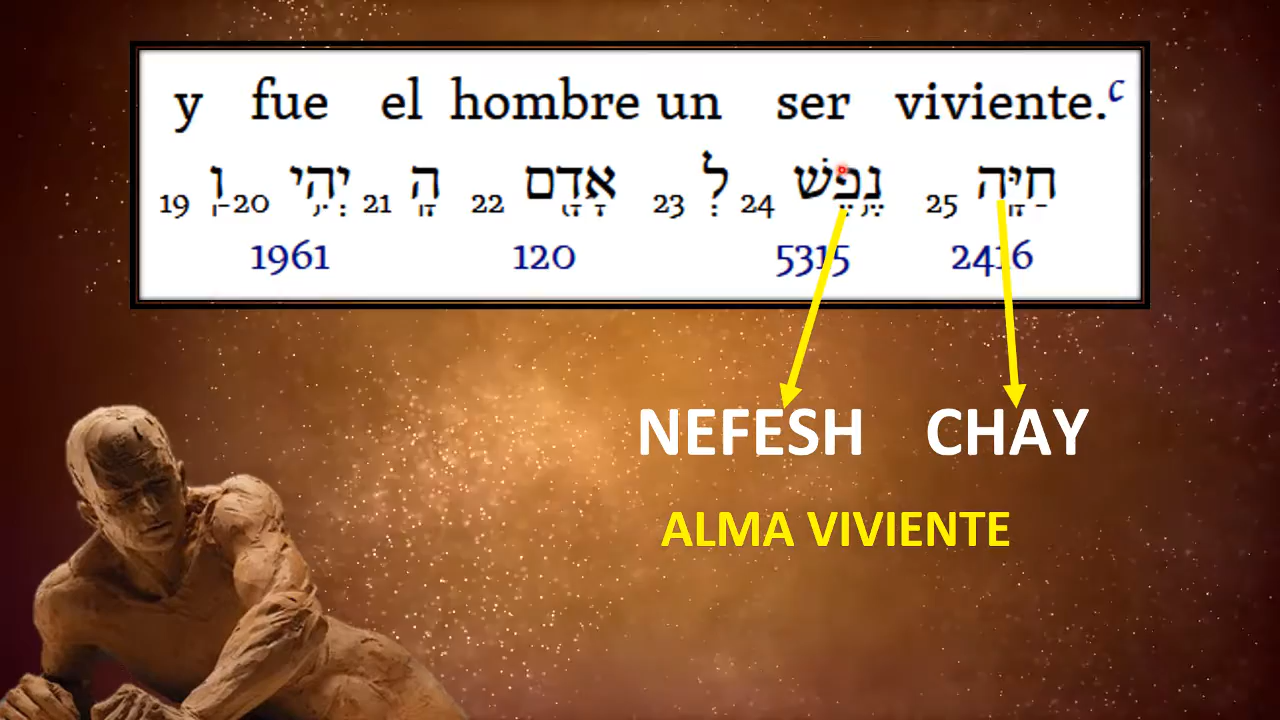 y fue el hombre un ser viviente.c
19 וַ 20 יְהִ֥י 21 הָֽ 22 אָדָ֖ם 23 לְ 24 נֶ֥פֶשׁ 25 חַיָּֽה
1961 120 5315 2416
NEFESH CHAY
ALMA VIVIENTE